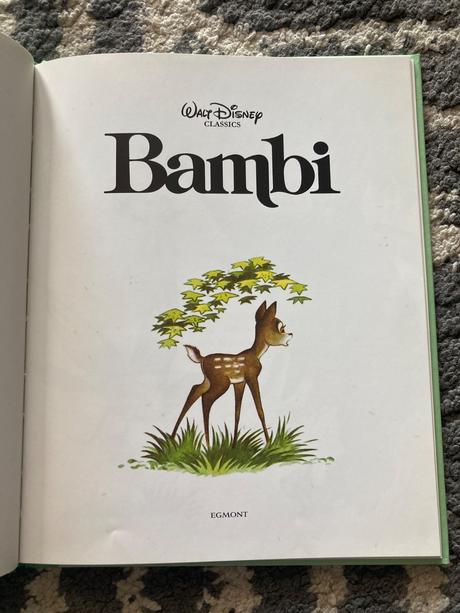 WALT DISNEY
CLASSICS
Bambi
EGMONT